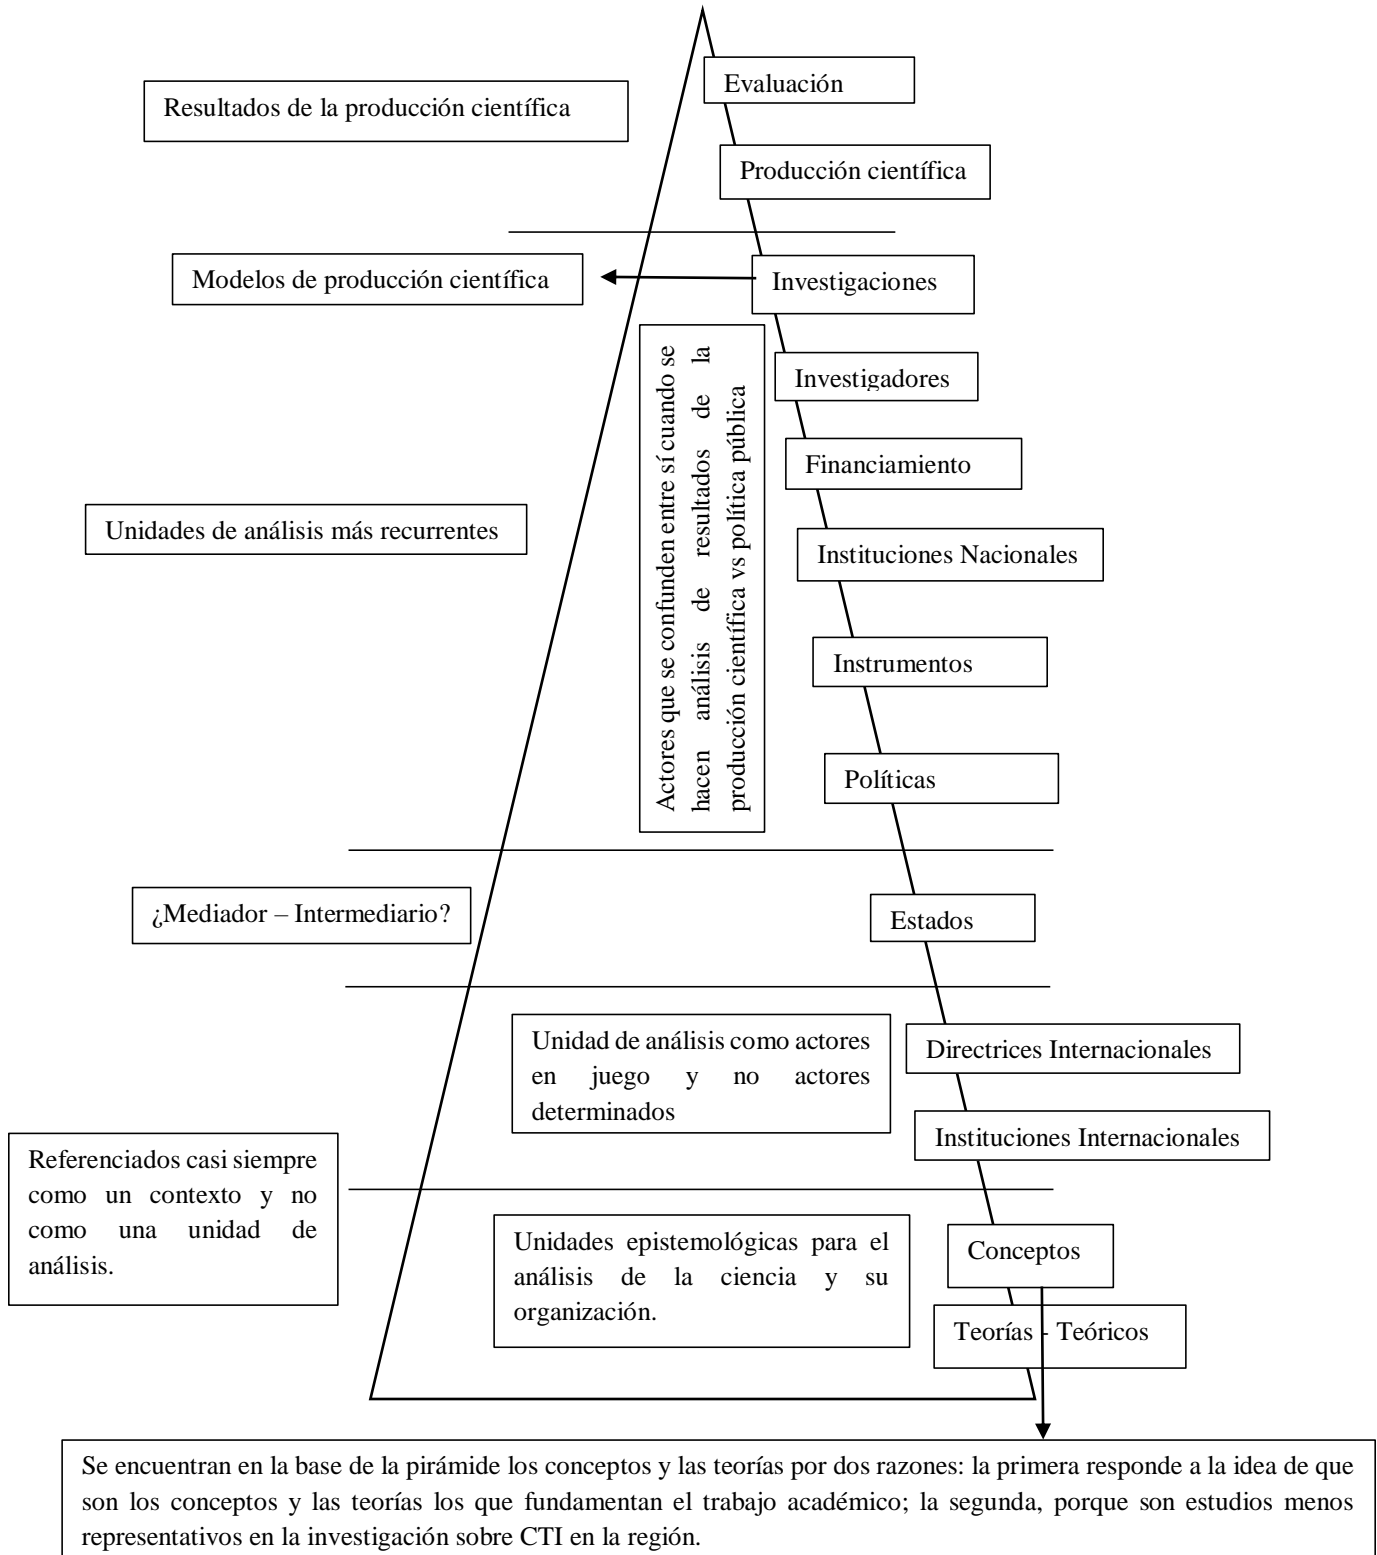 Evaluación
Resultados de la producción científica
Producción científica
Modelos de producción científica
Investigaciones
Actores que se confunden entre sí cuando se
hacen análisis de resultados de la
producción científica vs política pública
Investigadores
Financiamiento
Unidades de análisis más recurrentes
Instituciones Nacionales
Instrumentos
Políticas
¿Mediador – Intermediario?
Estados
Unidad de análisis como actores
en juego y no actores
determinados
Directrices Internacionales
Instituciones Internacionales
Referenciados casi siempre
como un contexto y no
como una unidad de
análisis.
Unidades epistemológicas para el
análisis de la ciencia y su
organización.
Conceptos
Teorías - Teóricos
Se encuentran en la base de la pirámide los conceptos y las teorías por dos razones: la primera responde a la idea de que
son los conceptos y las teorías los que fundamentan el trabajo académico; la segunda, porque son estudios menos
representativos en la investigación sobre CTI en la región.